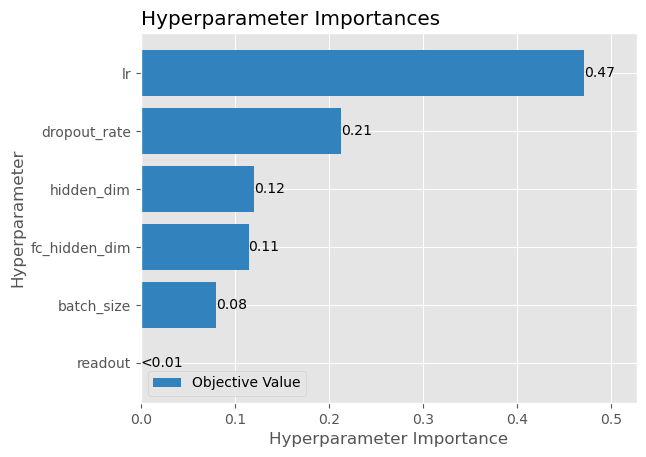 Hyperparameter Importances
Hyperparameter
lr
0.47
dropout_rate
0.21
hidden_dim
0.12
fc_hidden_dim
0.11
batch_size
0.08
readout
<0.01
Objective Value
0.0
0.1
0.2
0.3
0.4
0.5
Hyperparameter Importance